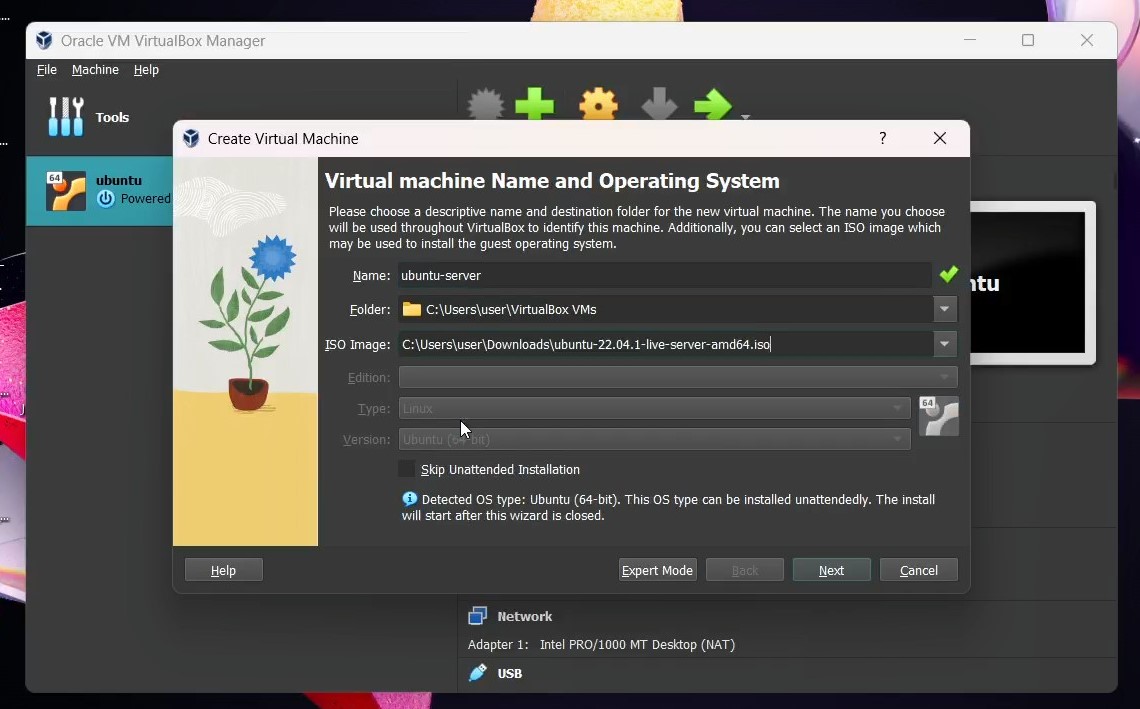 Oracle VM VirtualBox Manager
File Machine Help
Tools
64
ubuntu
Powered
Create Virtual Machine
?
Virtual machine Name and Operating System
Please choose a descriptive name and destination folder for the new virtual machine. The name you choose
will be used throughout VirtualBox to identify this machine. Additionally, you can select an ISO image which
may be used to install the guest operating system.
Name: ubuntu-server
Folder: C:\Users\user\VirtualBox VMs
ISO Image: C:\Users\user\Downloads\ubuntu-22.04.1-live-server-amd64.iso
Edition:
Type: Linux
64
Version: Ubuntu (64-bit)
Skip Unattended Installation
Detected OS type: Ubuntu (64-bit). This OS type can be installed unattendedly. The install
will start after this wizard is closed.
Help Expert Mode Back Next Cancel
ntu
Network
Adapter 1: Intel PRO/1000 MT Desktop (NAT)
USB